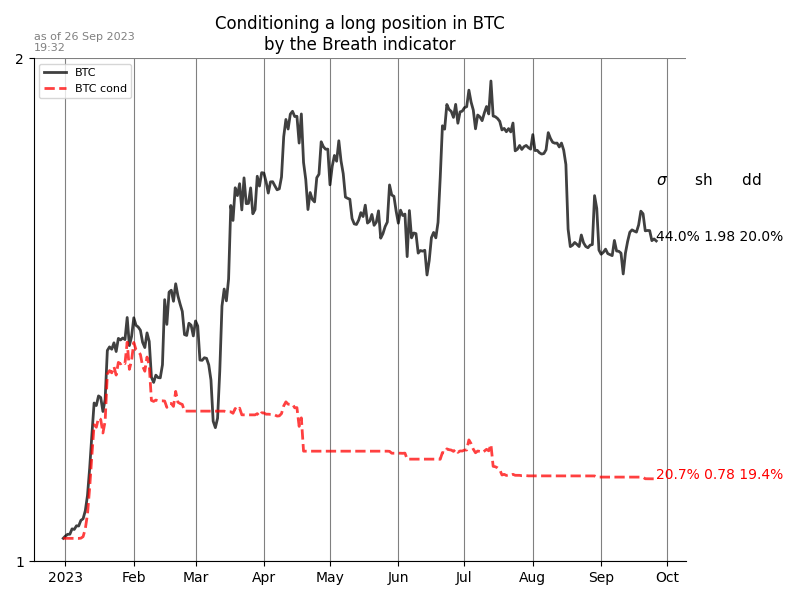 Conditioning a long position in BTC
by the Breath indicator
as of 26 Sep 2023
19:32
2
BTC
BTC cond
σ sh dd
44.0% 1.98 20.0%
20.7% 0.78 19.4%
1
2023 Feb Mar Apr May Jun Jul Aug Sep Oct